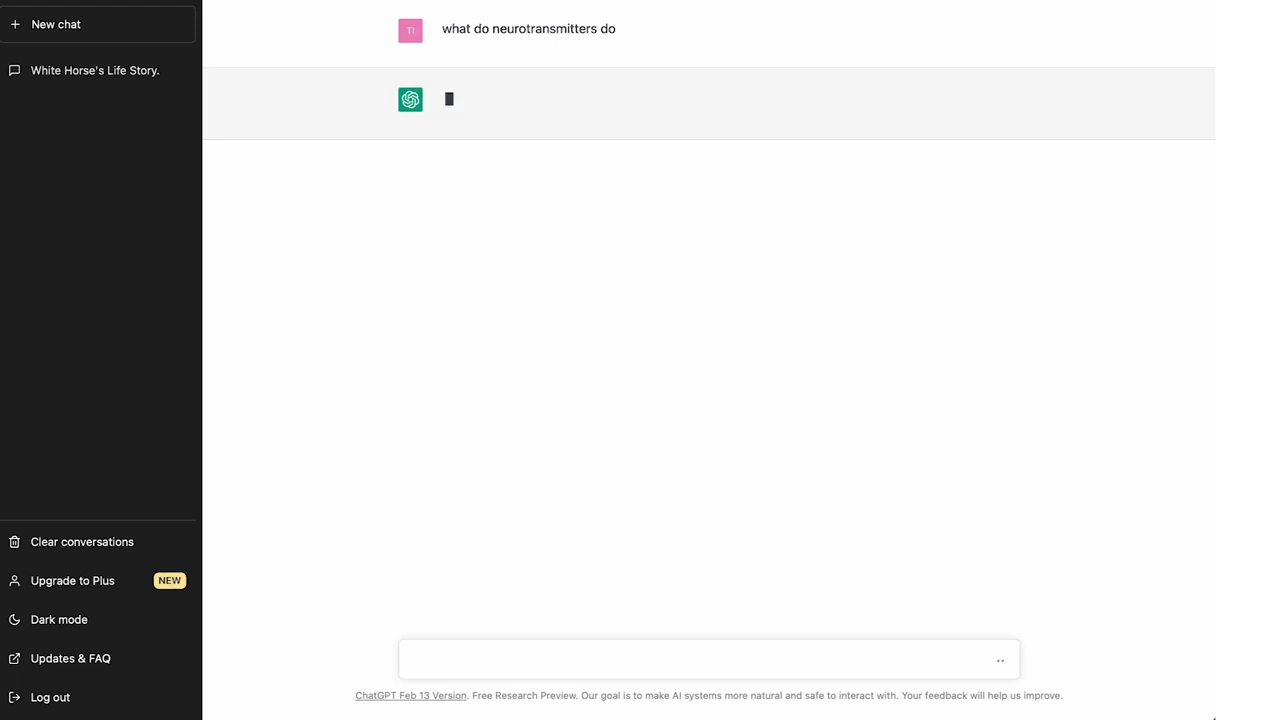 New chat
White Horse's Life Story.
Clear conversations
Upgrade to Plus NEW
Dark mode
Updates & FAQ
Log out
TI what do neurotransmitters do
ChatGPT Feb 13 Version. Free Research Preview. Our goal is to make AI systems more natural and safe to interact with. Your feedback will help us improve.